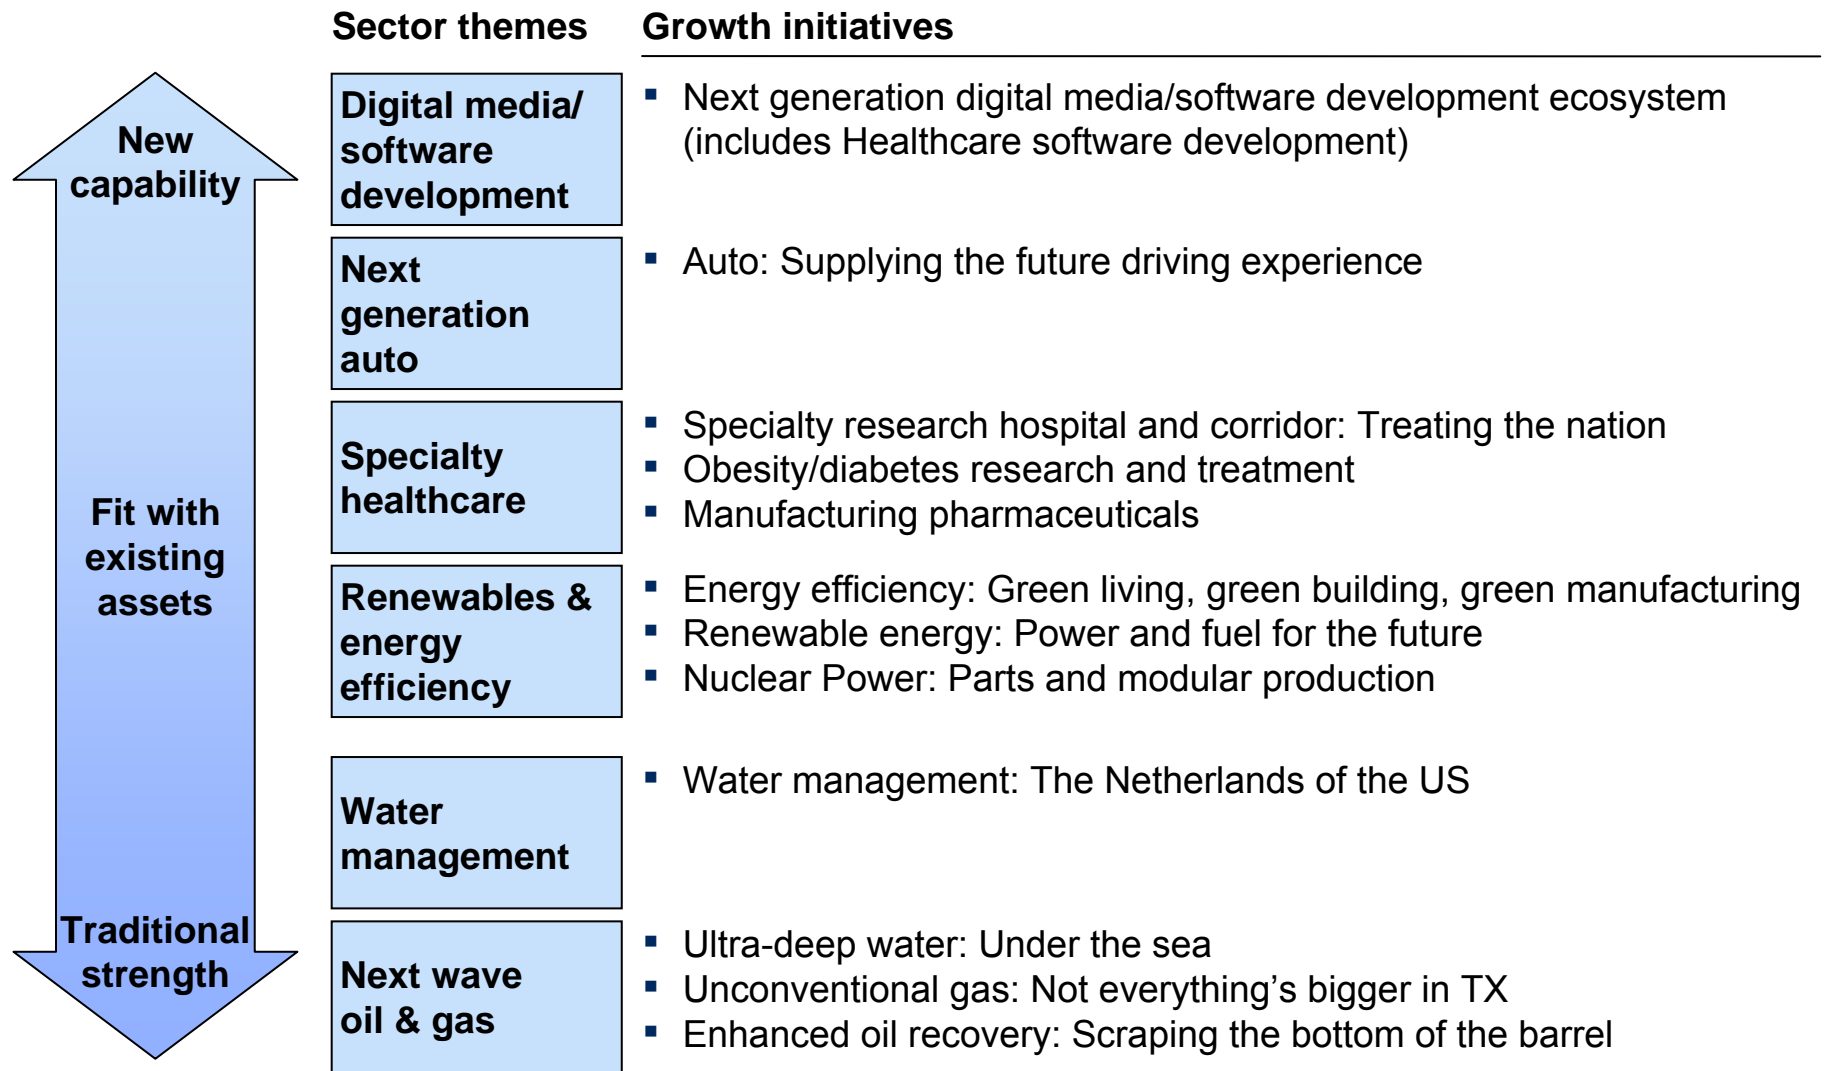 Sector themes
Growth initiatives
New
capability
Fit with
existing
assets
Traditional
strength
Digital media/
software
development
▪ Next generation digital media/software development ecosystem
(includes Healthcare software development)
Next
generation
auto
▪ Auto: Supplying the future driving experience
Specialty
healthcare
▪ Specialty research hospital and corridor: Treating the nation
▪ Obesity/diabetes research and treatment
▪ Manufacturing pharmaceuticals
Renewables &
energy
efficiency
▪ Energy efficiency: Green living, green building, green manufacturing
▪ Renewable energy: Power and fuel for the future
▪ Nuclear Power: Parts and modular production
Water
management
▪ Water management: The Netherlands of the US
Next wave
oil & gas
▪ Ultra-deep water: Under the sea
▪ Unconventional gas: Not everything’s bigger in TX
▪ Enhanced oil recovery: Scraping the bottom of the barrel